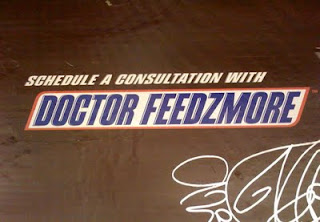 SCHEDULE A CONSULTATION WITH
DOCTOR FEEDZMORE